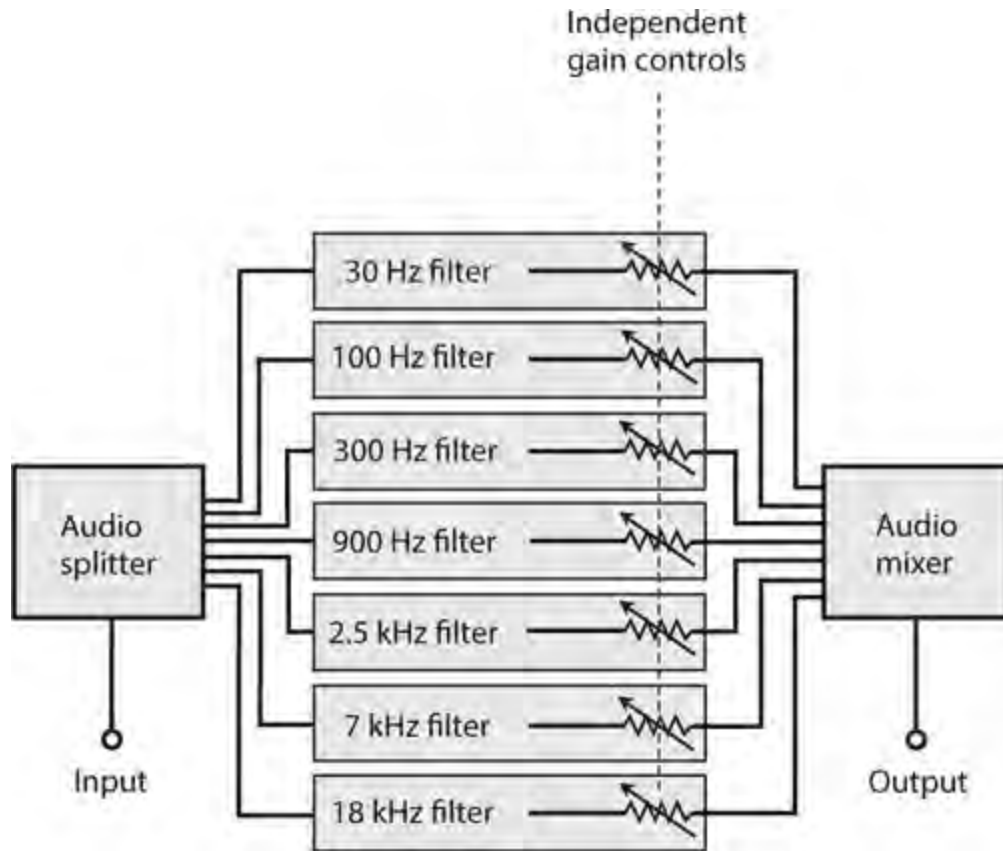 Independent
gain controls
30 Hz filter
100 Hz filter
300 Hz filter
900 Hz filter
2.5 kHz filter
7 kHz filter
18 kHz filter
Audio
splitter
Audio
mixer
Input
Output